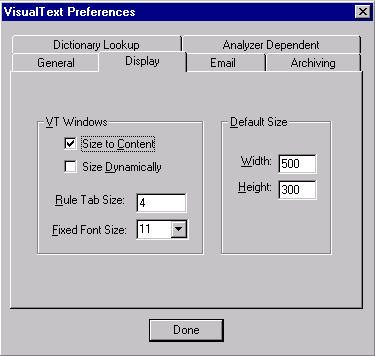 VisualText Preferences
Dictionary Lookup Analyzer Dependent
General Display Email Archiving
VT Windows Default Size
Size to Content
Size Dynamically
Width: 500
Height: 300
Rule Tab Size: 4
Fixed Font Size: 11
Done